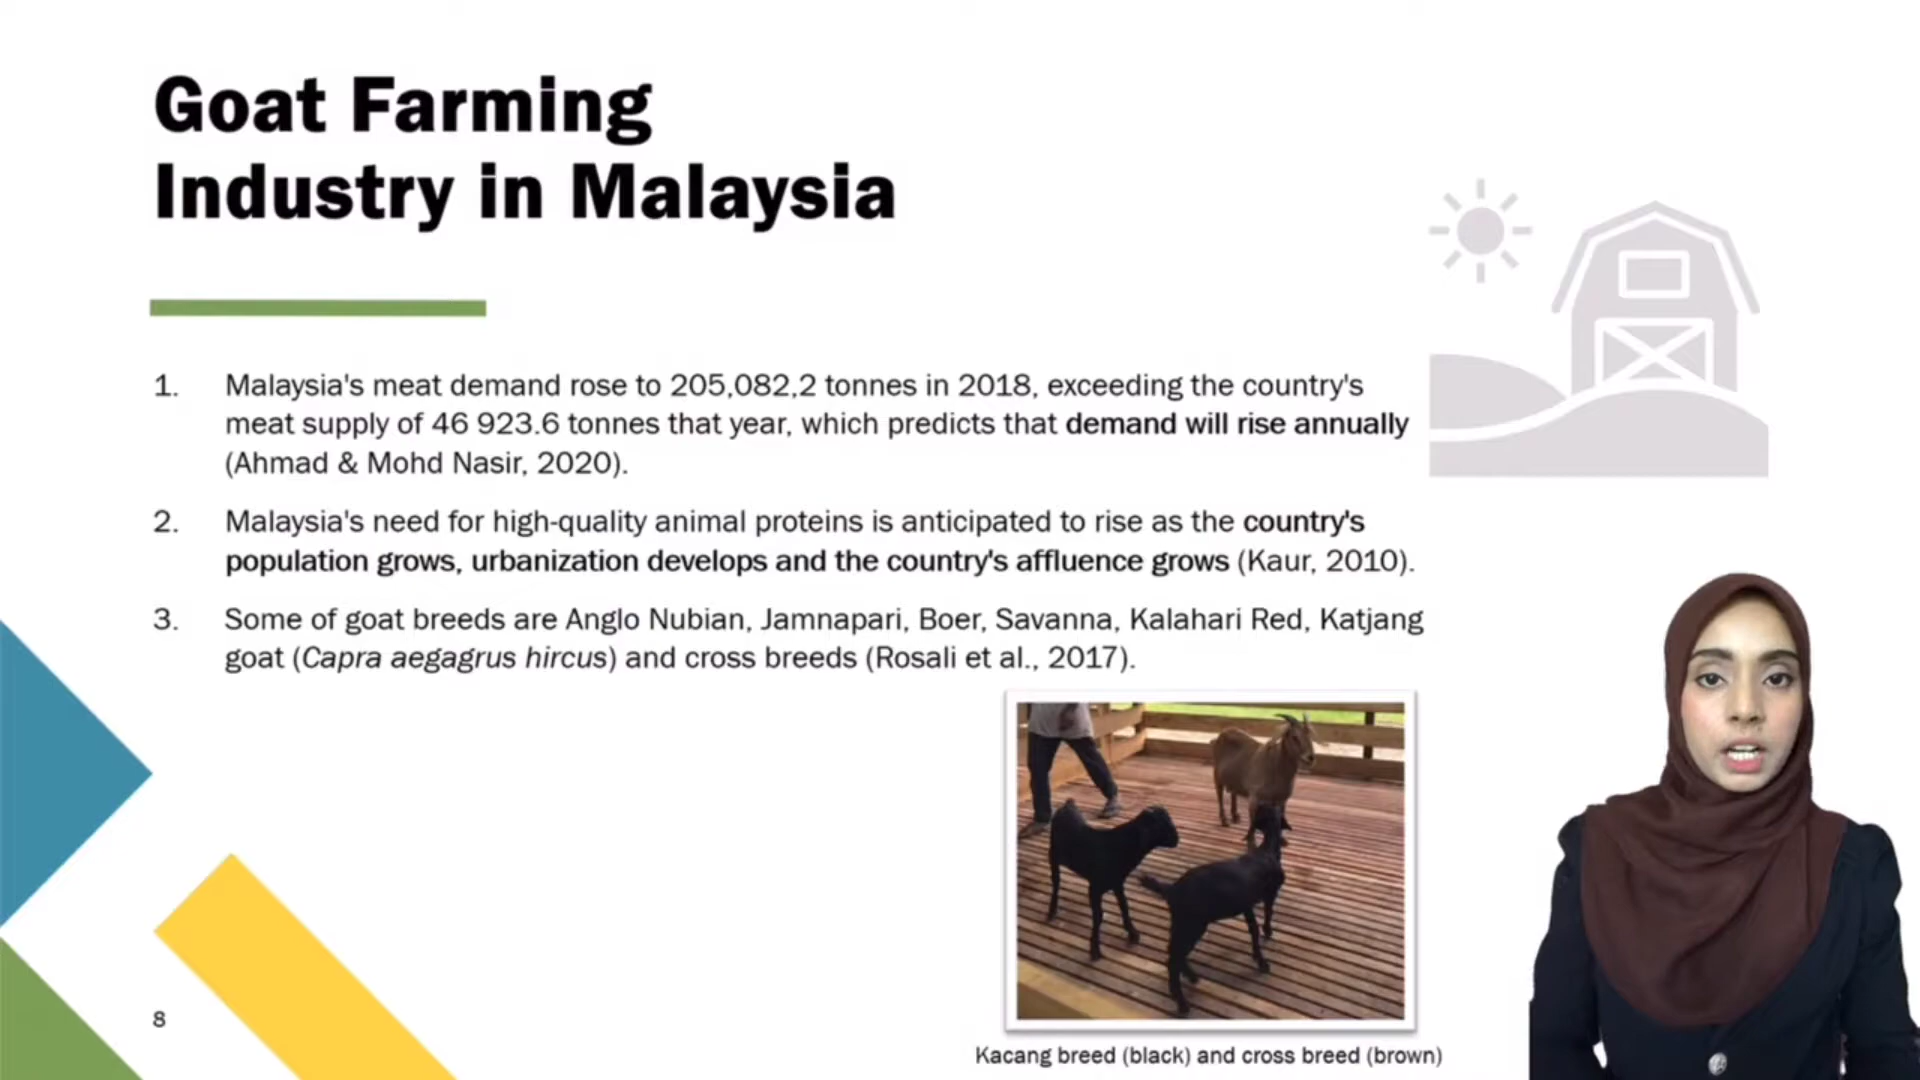 Goat Farming
Industry in Malaysia
1. Malaysia's meat demand rose to 205,082,2 tonnes in 2018, exceeding the country's
meat supply of 46 923.6 tonnes that year, which predicts that demand will rise annually
(Ahmad & Mohd Nasir, 2020).
2. Malaysia's need for high-quality animal proteins is anticipated to rise as the country's
population grows, urbanization develops and the country's affluence grows (Kaur, 2010).
3. Some of goat breeds are Anglo Nubian, Jamnapari, Boer, Savanna, Kalahari Red, Katjang
goat (Capra aegagrus hircus) and cross breeds (Rosali et al., 2017).
8
Kacang breed (black) and cross breed (brown)